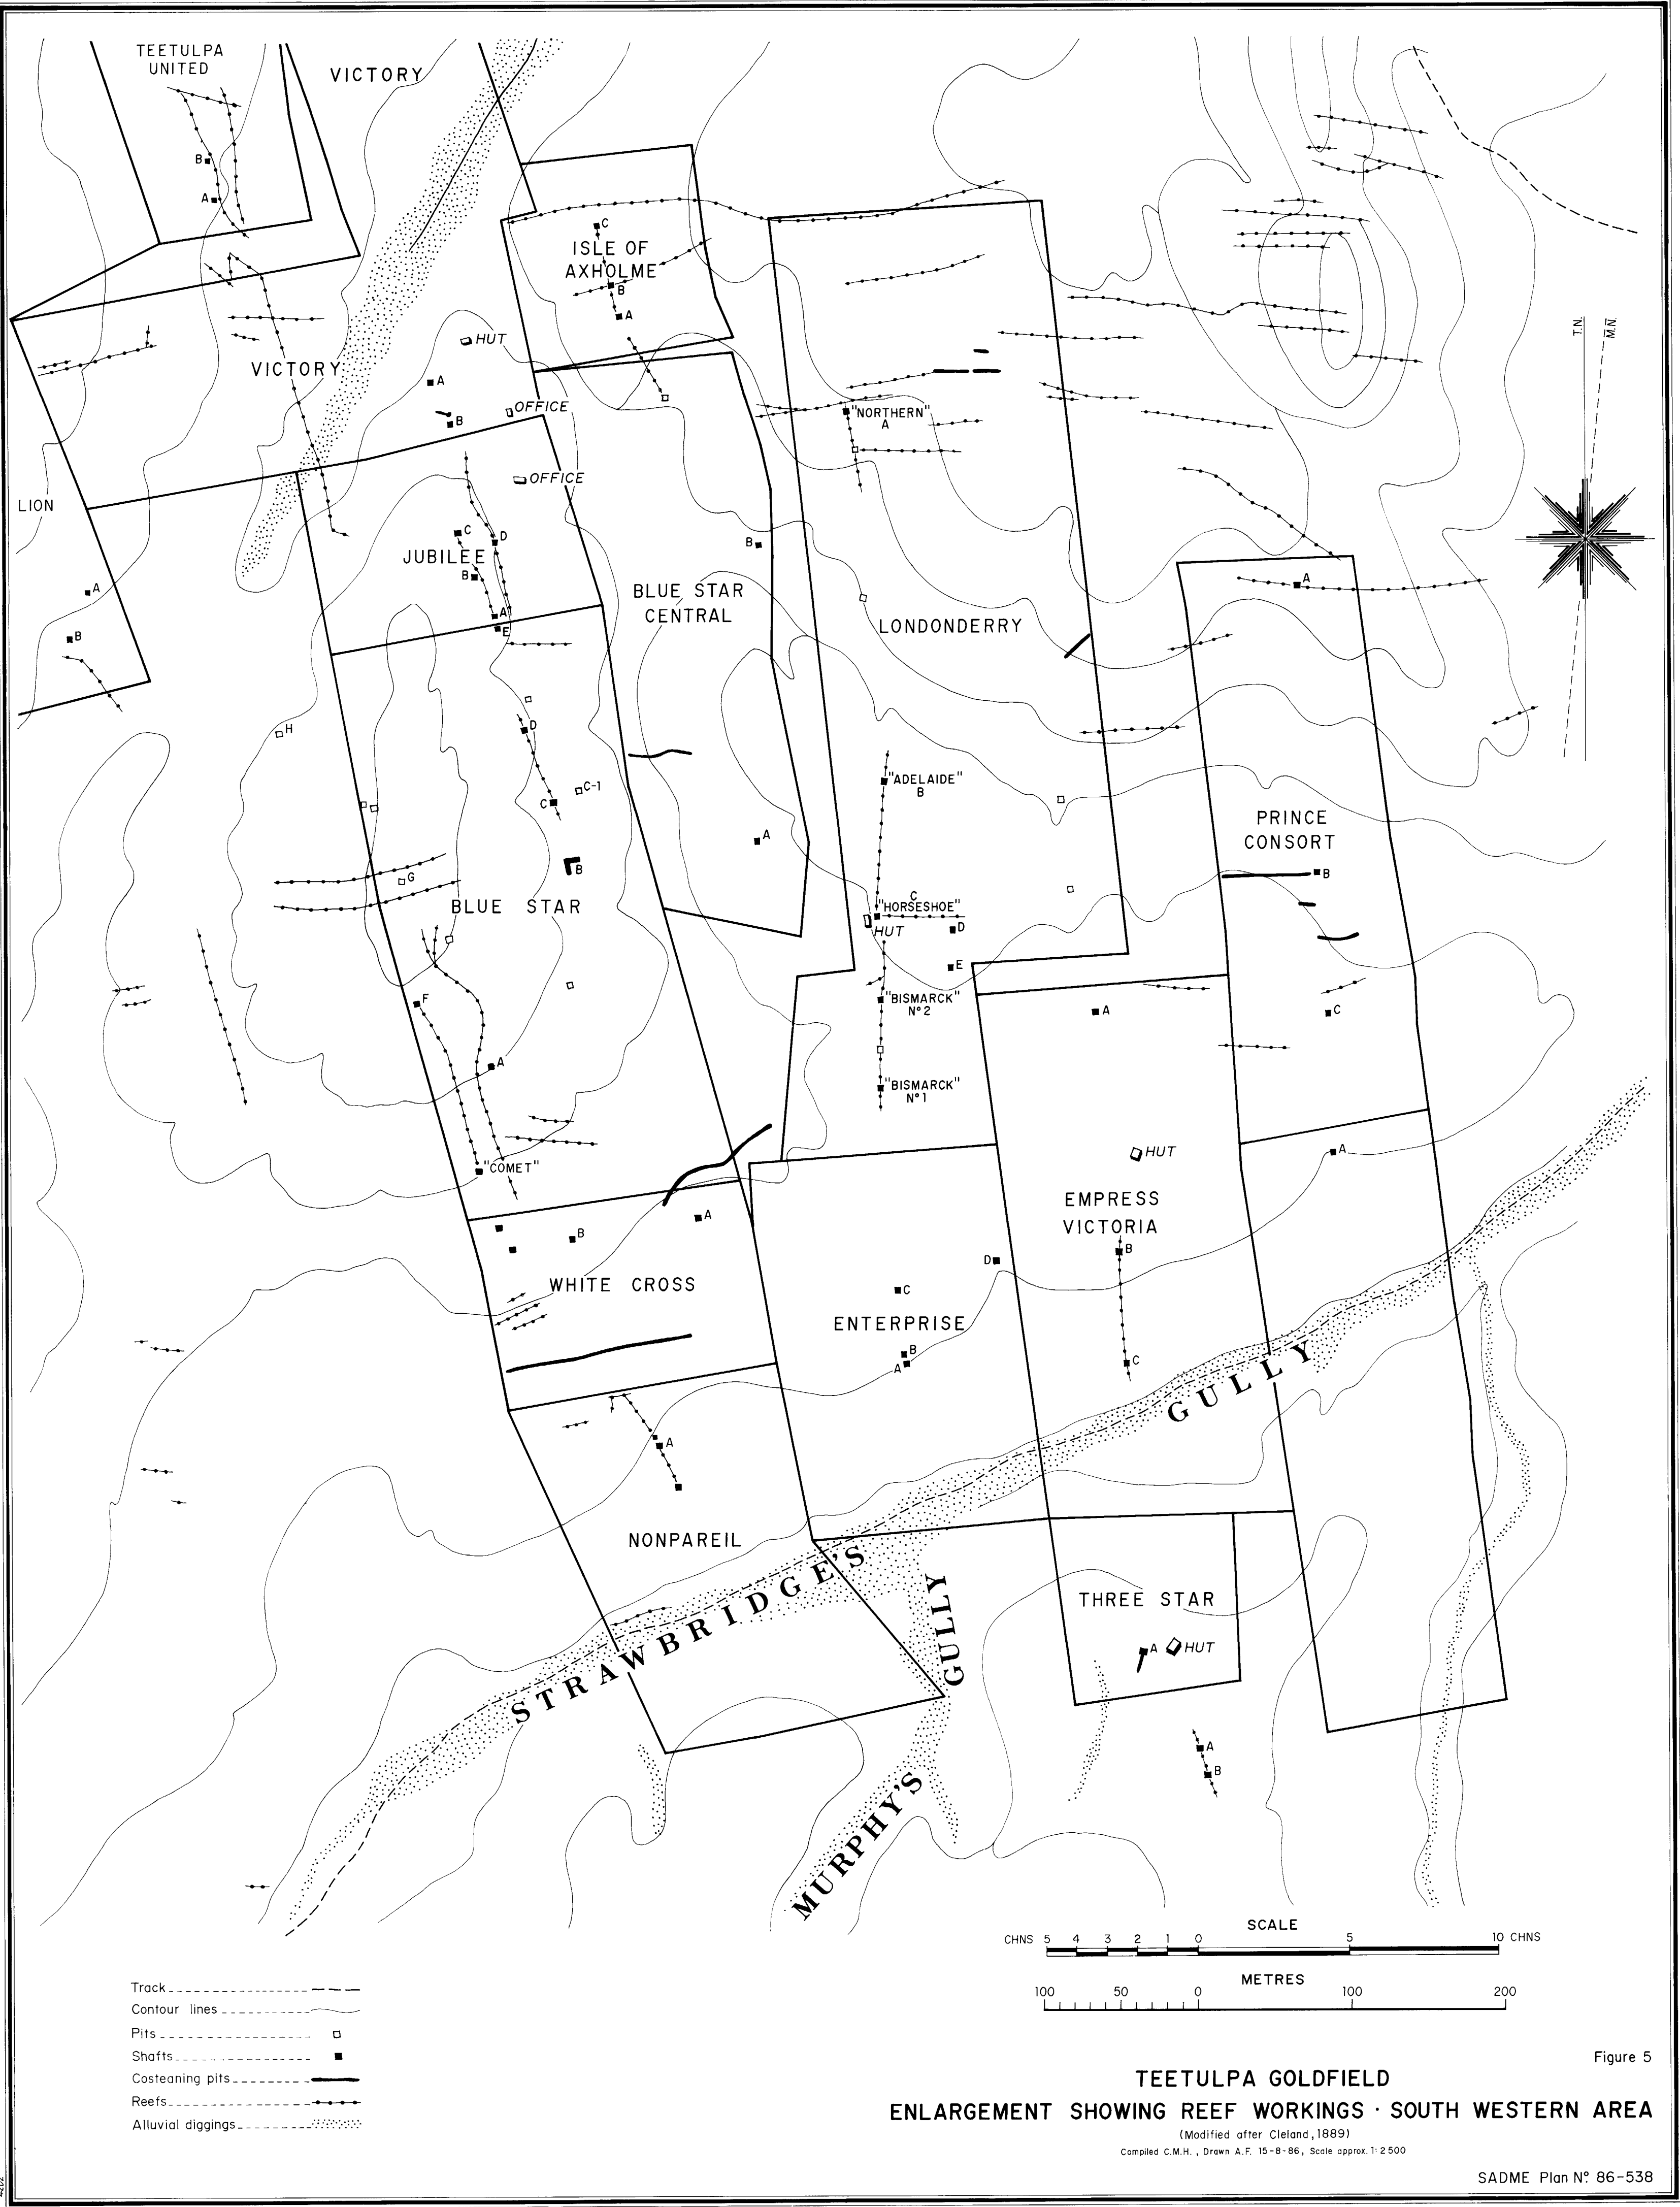 TEETULPA
UNITED
VICTORY
B
A
C
ISLE OF
AXHOLME
B
A
T.N.
M.N.
HUT
VICTORY
A
OFFICE
B
"NORTHERN"
A
OFFICE
LION
C
D
JUBILEE
B
B
A
A
BLUE STAR
CENTRAL
A
E
B
LONDONDERRY
H
D
"ADELAIDE"
B
C-1
C
PRINCE
CONSORT
A
B
G
B
BLUE STAR
C
"HORSESHOE"
HUT
D
E
F
"BISMARCK"
Nº2
A
C
A
"BISMARCK"
Nº1
HUT
A
"COMET"
EMPRESS
VICTORIA
A
B
B
D
WHITE CROSS
C
ENTERPRISE
B
A
C
STRAWBRIDGE'S GULLY
A
NONPAREIL
THREE STAR
A
HUT
MURPHY'S GULLY
A
B
SCALE
CHNS 5 4 3 2 1 0 5 10 CHNS
METRES
100 50 0 100 200
Track
Contour lines
Pits
Shafts
Costeaning pits
Reefs
Alluvial diggings
Figure 5
TEETULPA GOLDFIELD
ENLARGEMENT SHOWING REEF WORKINGS · SOUTH WESTERN AREA
(Modified after Cleland, 1889)
Compiled C.M.H., Drawn A.F. 15-8-86, Scale approx. 1:2500
SADME Plan Nº 86-538